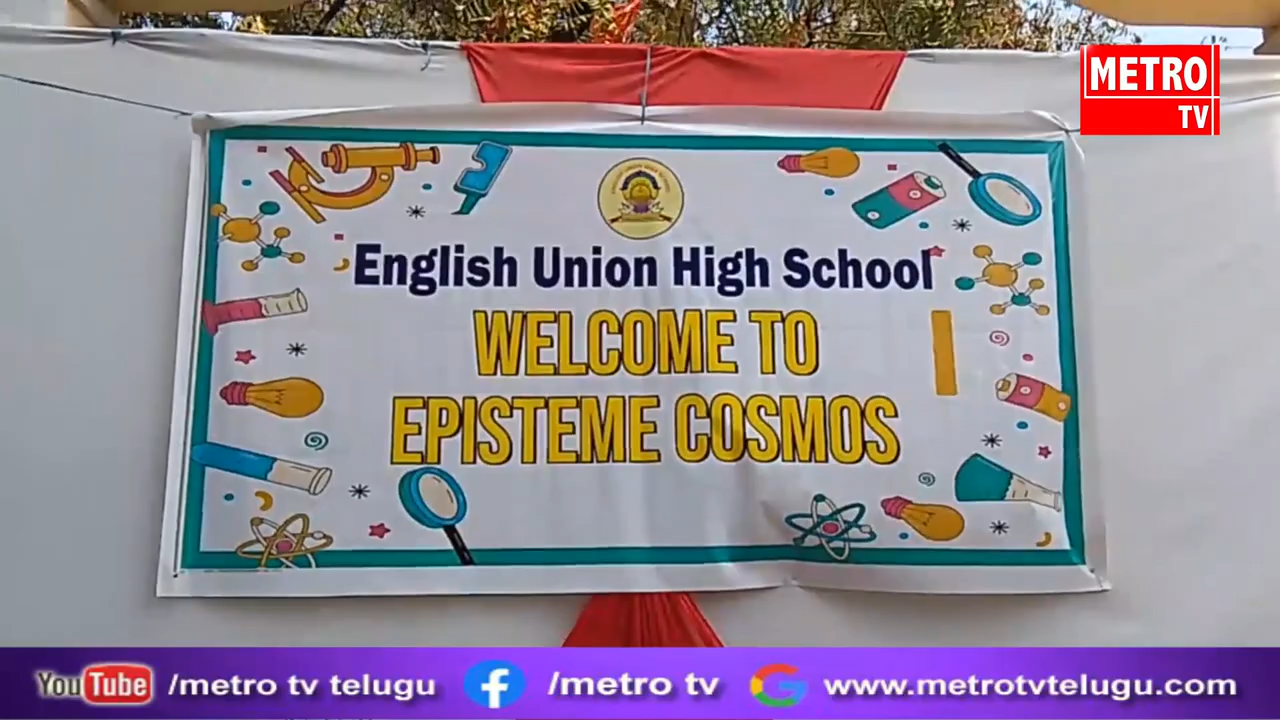 METRO
TV
English Union High School
WELCOME TO
EPISTEME COSMOS
YouTube /metro tv telugu
/metro tv
www.metrotvtelugu.com